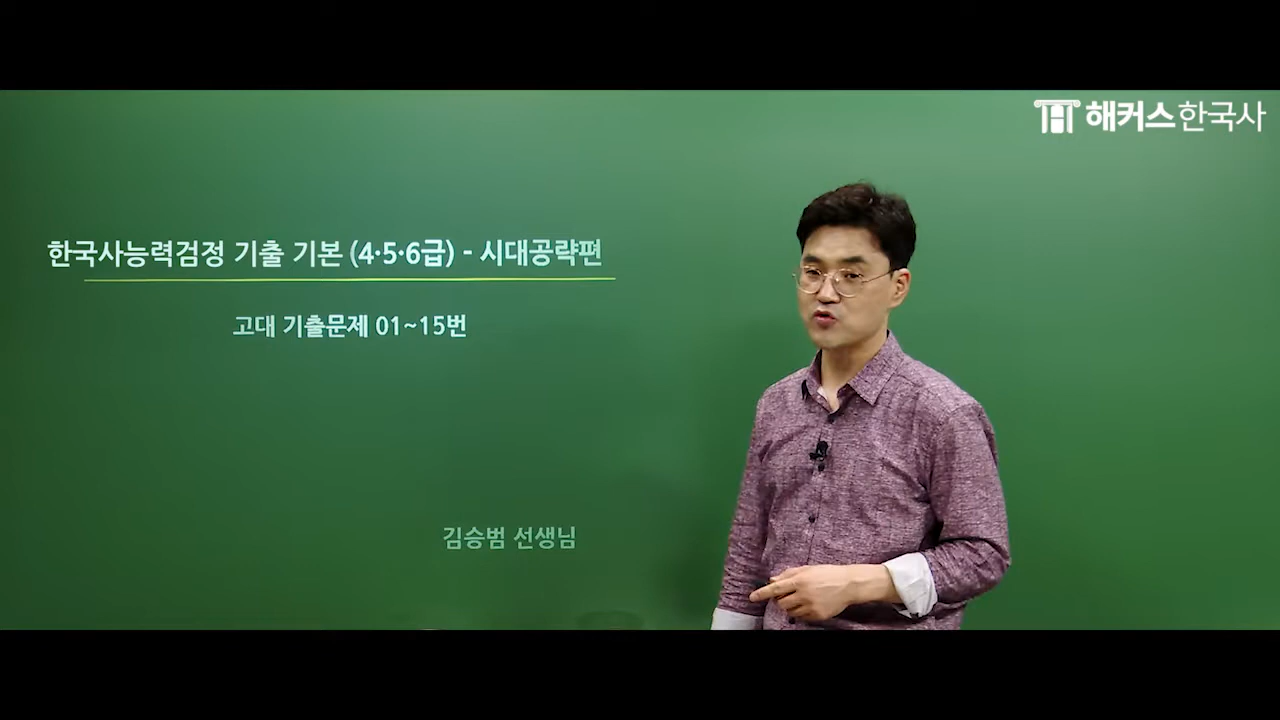 해커스한국사
한국사능력검정 기출 기본 (4·5·6급) - 시대공략편
고대 기출문제 01~15번
김승범 선생님